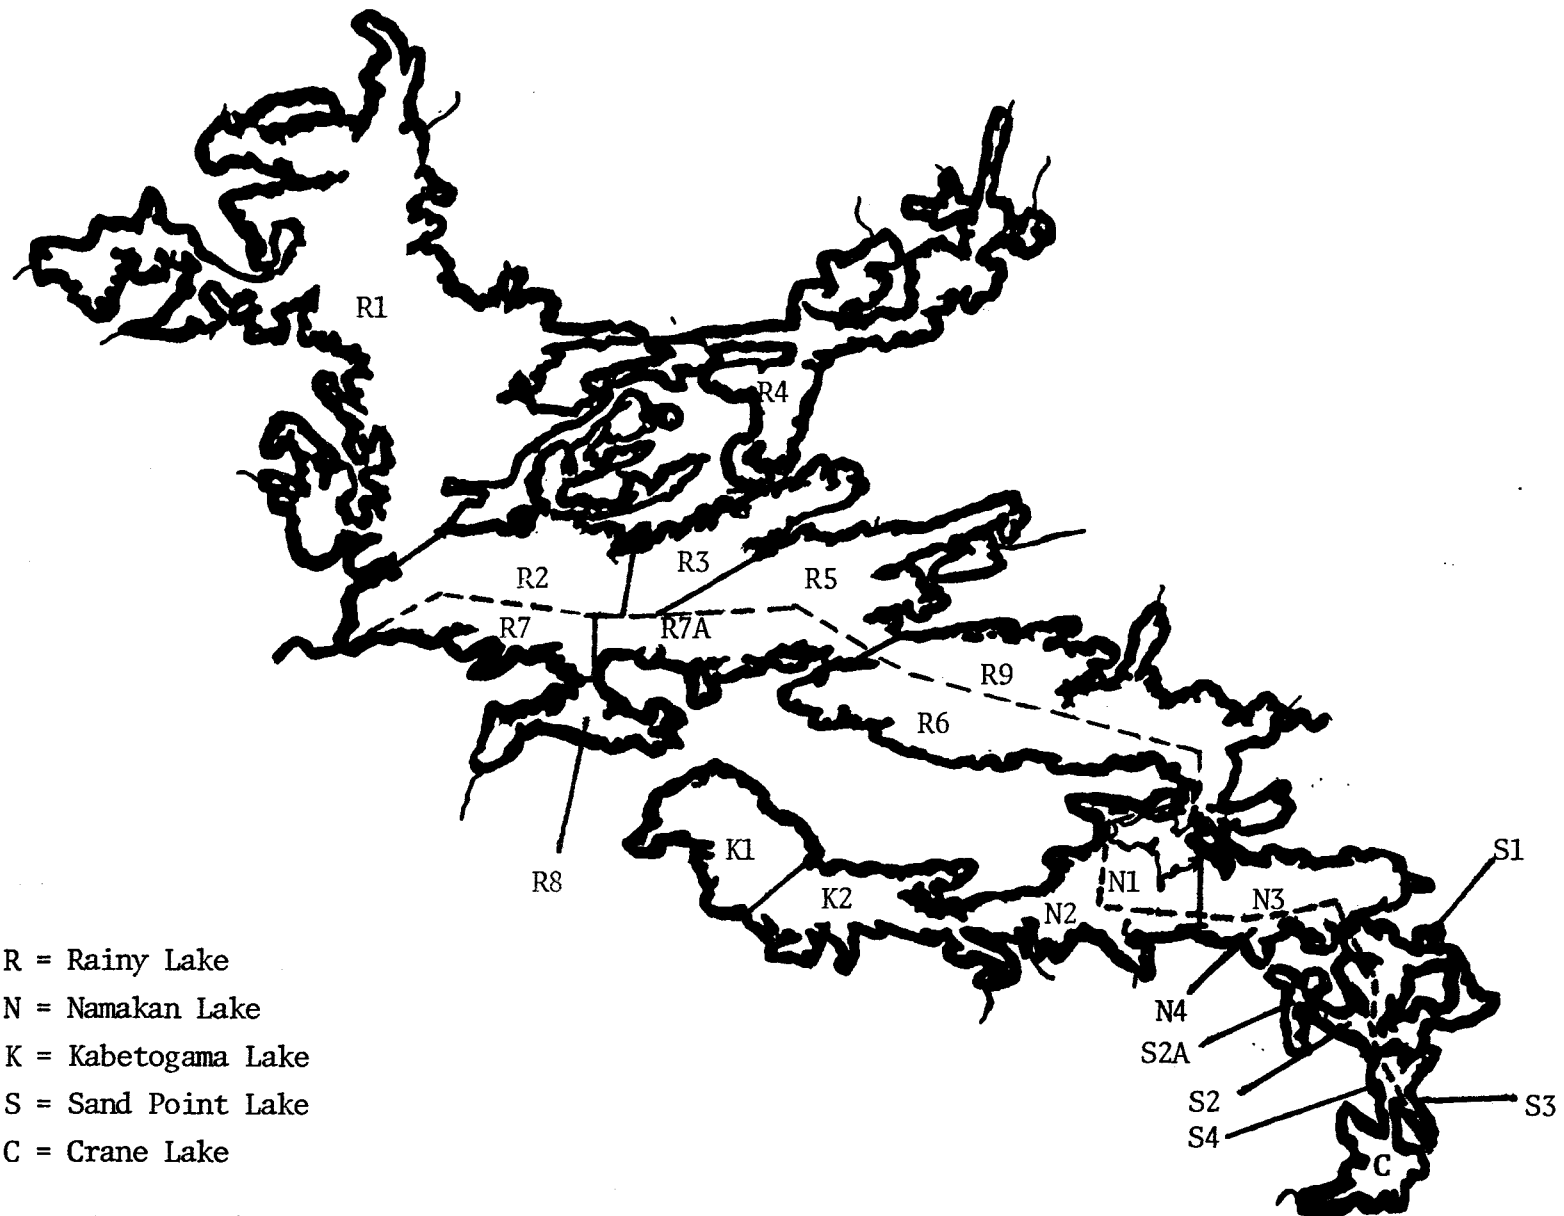 R1
R4
R3
R2
R5
R7
R7A
R9
R6
K1
S1
R8
N1
K2
N3
N2
R = Rainy Lake
N = Namakan Lake
N4
K = Kabetogama Lake
S2A
S = Sand Point Lake
S2
S3
S4
C = Crane Lake
C